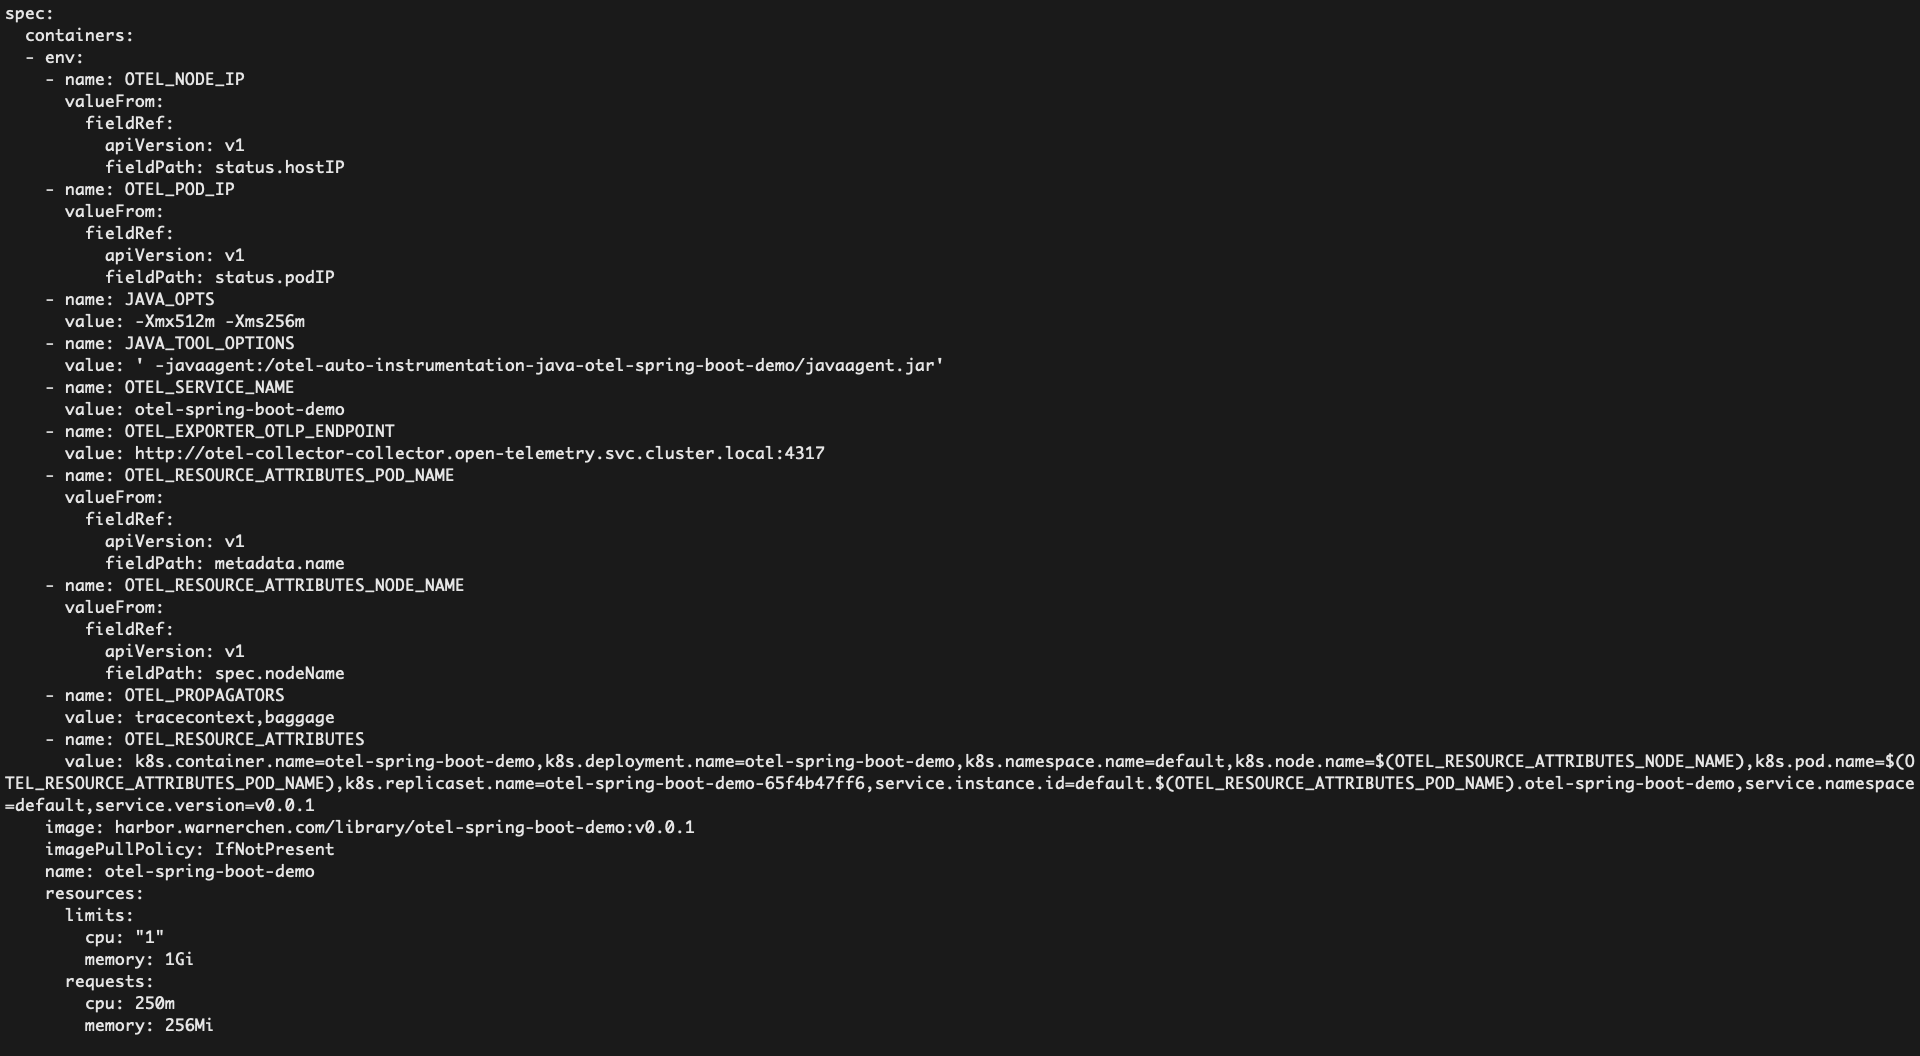 spec:
  containers:
  - env:
    - name: OTEL_NODE_IP
      valueFrom:
        fieldRef:
          apiVersion: v1
          fieldPath: status.hostIP
    - name: OTEL_POD_IP
      valueFrom:
        fieldRef:
          apiVersion: v1
          fieldPath: status.podIP
    - name: JAVA_OPTS
      value: -Xmx512m -Xms256m
    - name: JAVA_TOOL_OPTIONS
      value: ' -javaagent:/otel-auto-instrumentation-java-otel-spring-boot-demo/javaagent.jar'
    - name: OTEL_SERVICE_NAME
      value: otel-spring-boot-demo
    - name: OTEL_EXPORTER_OTLP_ENDPOINT
      value: http://otel-collector-collector.open-telemetry.svc.cluster.local:4317
    - name: OTEL_RESOURCE_ATTRIBUTES_POD_NAME
      valueFrom:
        fieldRef:
          apiVersion: v1
          fieldPath: metadata.name
    - name: OTEL_RESOURCE_ATTRIBUTES_NODE_NAME
      valueFrom:
        fieldRef:
          apiVersion: v1
          fieldPath: spec.nodeName
    - name: OTEL_PROPAGATORS
      value: tracecontext,baggage
    - name: OTEL_RESOURCE_ATTRIBUTES
      value: k8s.container.name=otel-spring-boot-demo,k8s.deployment.name=otel-spring-boot-demo,k8s.namespace.name=default,k8s.node.name=$(OTEL_RESOURCE_ATTRIBUTES_NODE_NAME),k8s.pod.name=$(O
TEL_RESOURCE_ATTRIBUTES_POD_NAME),k8s.replicaset.name=otel-spring-boot-demo-65f4b47ff6,service.instance.id=default.$(OTEL_RESOURCE_ATTRIBUTES_POD_NAME).otel-spring-boot-demo,service.namespace
=default,service.version=v0.0.1
    image: harbor.warnerchen.com/library/otel-spring-boot-demo:v0.0.1
    imagePullPolicy: IfNotPresent
    name: otel-spring-boot-demo
    resources:
      limits:
        cpu: "1"
        memory: 1Gi
      requests:
        cpu: 250m
        memory: 256Mi